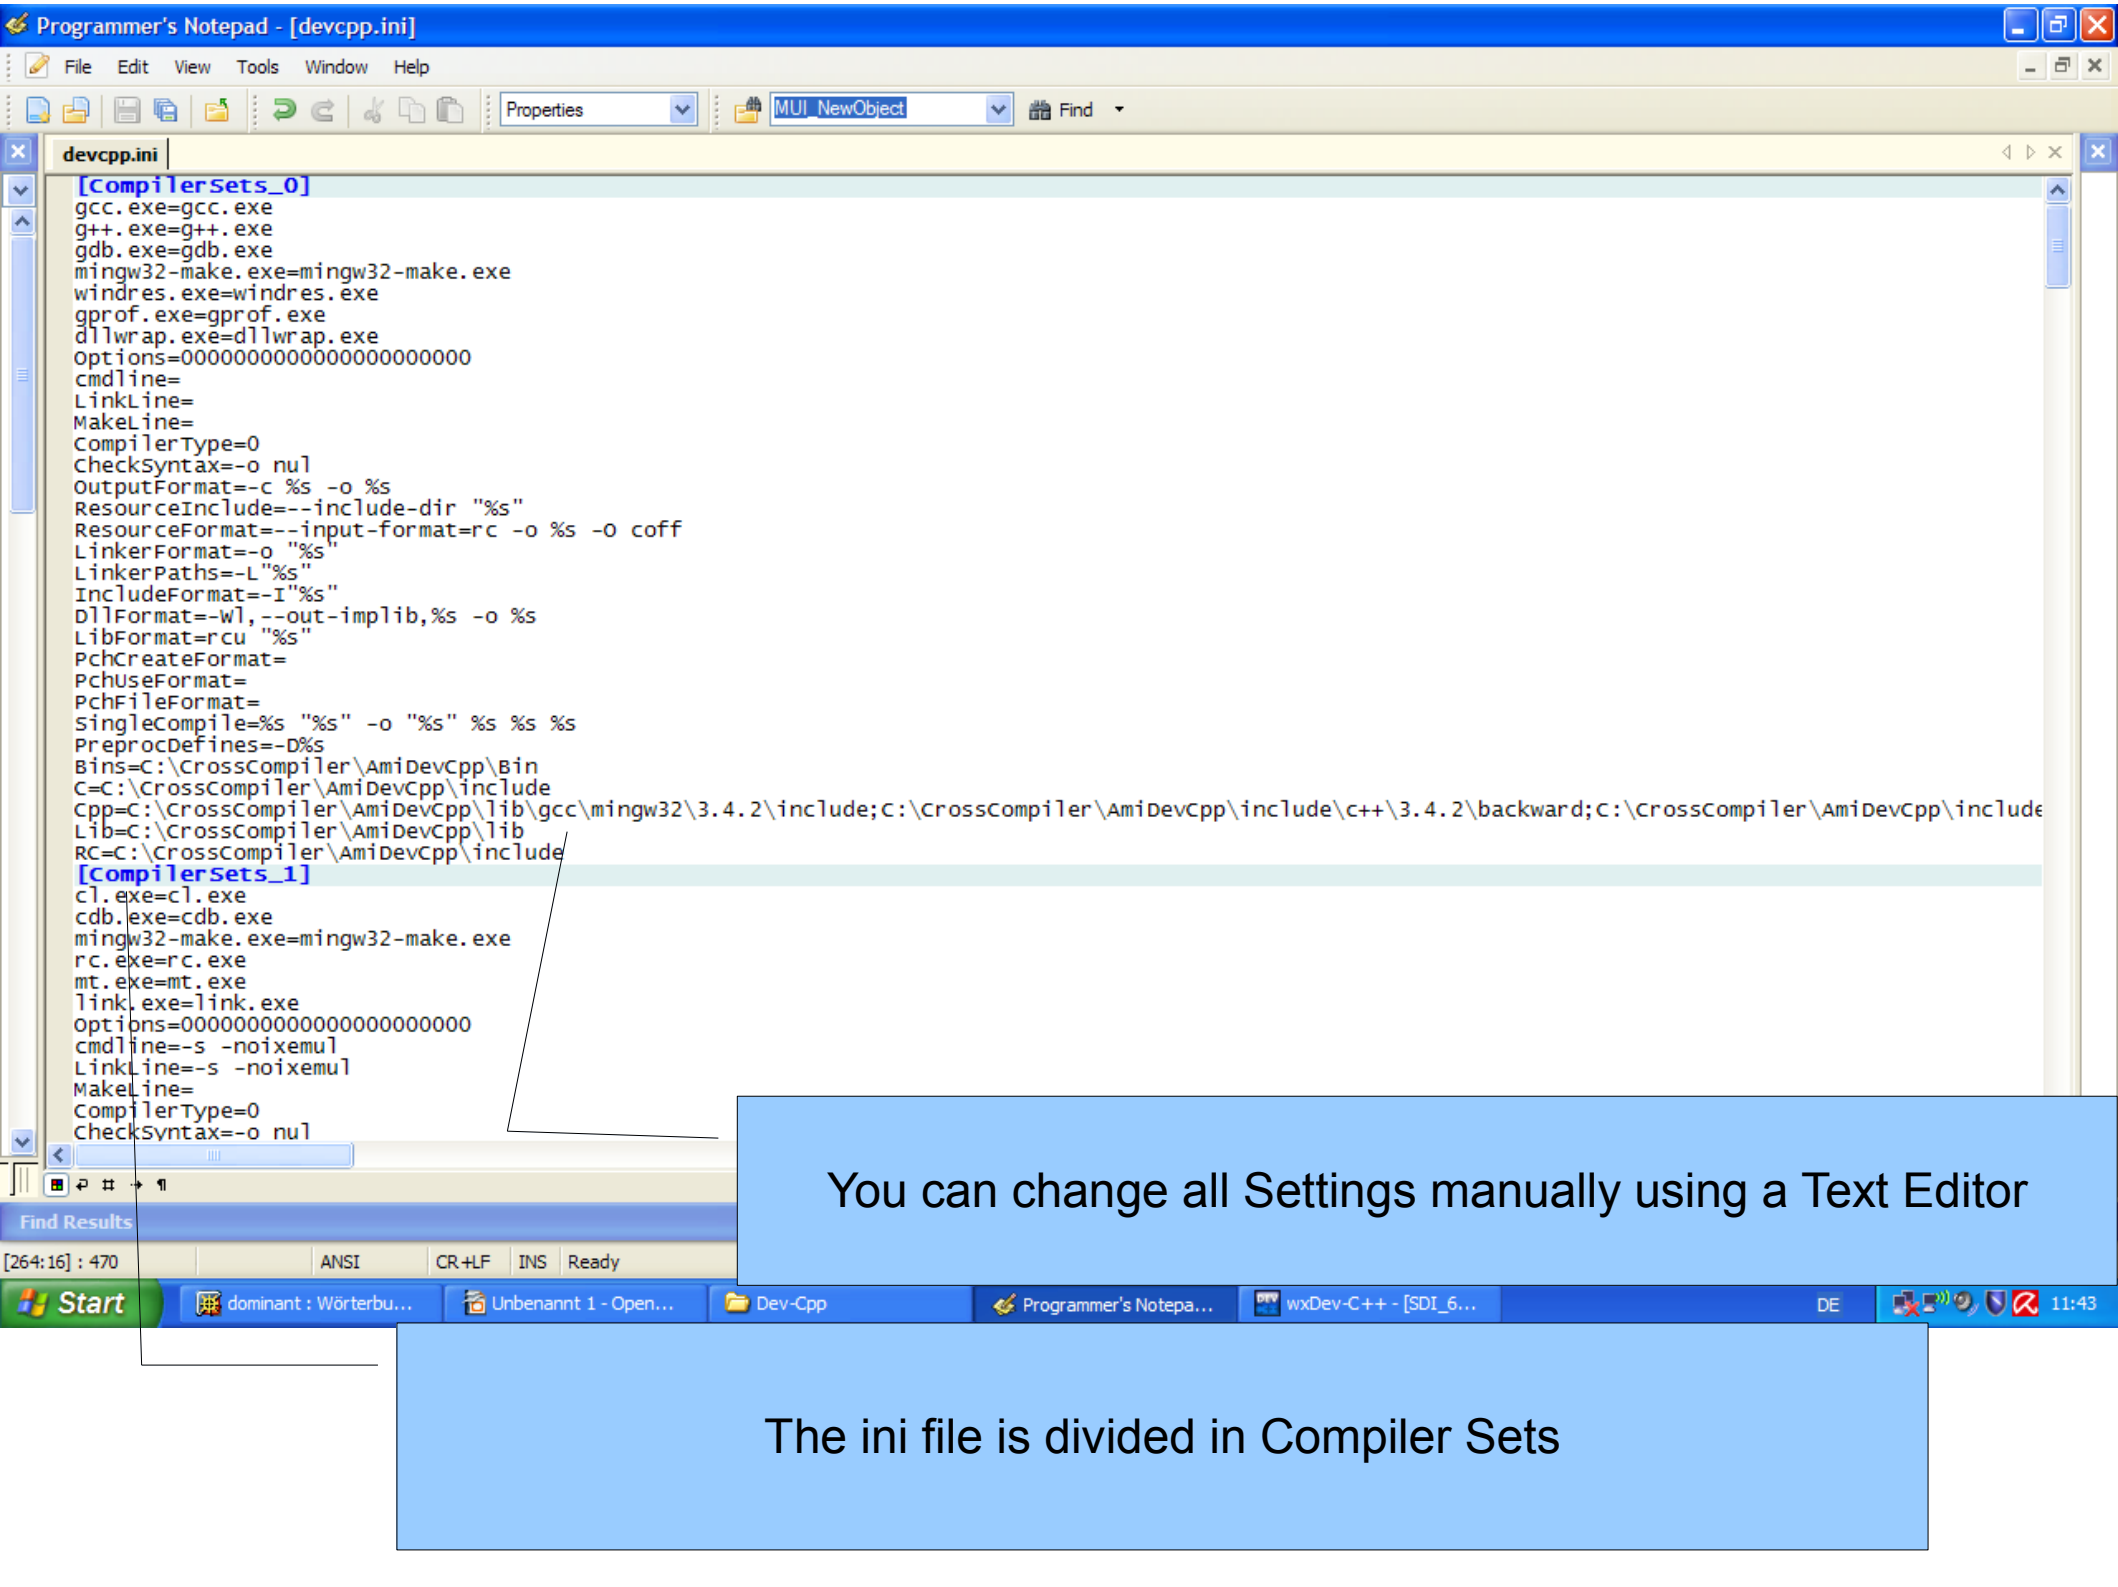 Programmer's Notepad - [devcpp.ini]
File Edit View Tools Window Help
Properties MUI_NewObject Find
devcpp.ini
[CompilerSets_0]
gcc.exe=gcc.exe
g++.exe=g++.exe
gdb.exe=gdb.exe
mingw32-make.exe=mingw32-make.exe
windres.exe=windres.exe
gprof.exe=gprof.exe
dllwrap.exe=dllwrap.exe
Options=0000000000000000000000
cmdline=
LinkLine=
MakeLine=
CompilerType=0
CheckSyntax=-o nul
OutputFormat=-c %s -o %s
ResourceInclude=--include-dir "%s"
ResourceFormat=--input-format=rc -o %s -O coff
LinkerFormat=-o "%s"
LinkerPaths=-L"%s"
IncludeFormat=-I"%s"
DllFormat=-Wl,--out-implib,%s -o %s
LibFormat=rcu "%s"
PchCreateFormat=
PchUseFormat=
PchFileFormat=
SingleCompile=%s "%s" -o "%s" %s %s %s
PreprocDefines=-D%s
Bins=C:\CrossCompiler\AmiDevCpp\Bin
C=C:\CrossCompiler\AmiDevCpp\include
Cpp=C:\CrossCompiler\AmiDevCpp\lib\gcc\mingw32\3.4.2\include;C:\CrossCompiler\AmiDevCpp\include\c++\3.4.2\backward;C:\CrossCompiler\AmiDevCpp\include
Lib=C:\CrossCompiler\AmiDevCpp\lib
RC=C:\CrossCompiler\AmiDevCpp\include
[CompilerSets_1]
cl.exe=cl.exe
cdb.exe=cdb.exe
mingw32-make.exe=mingw32-make.exe
rc.exe=rc.exe
mt.exe=mt.exe
link.exe=link.exe
Options=0000000000000000000000
cmdline=-s -noixemul
LinkLine=-s -noixemul
MakeLine=
CompilerType=0
CheckSyntax=-o nul
You can change all Settings manually using a Text Editor
Find Results
[264:16] : 470 ANSI CR+LF INS Ready
Start dominant : Wörterbu... Unbenannt 1 - Open... Dev-Cpp Programmer's Notepa... wxDev-C++ - [SDI_6... DE 11:43
The ini file is divided in Compiler Sets